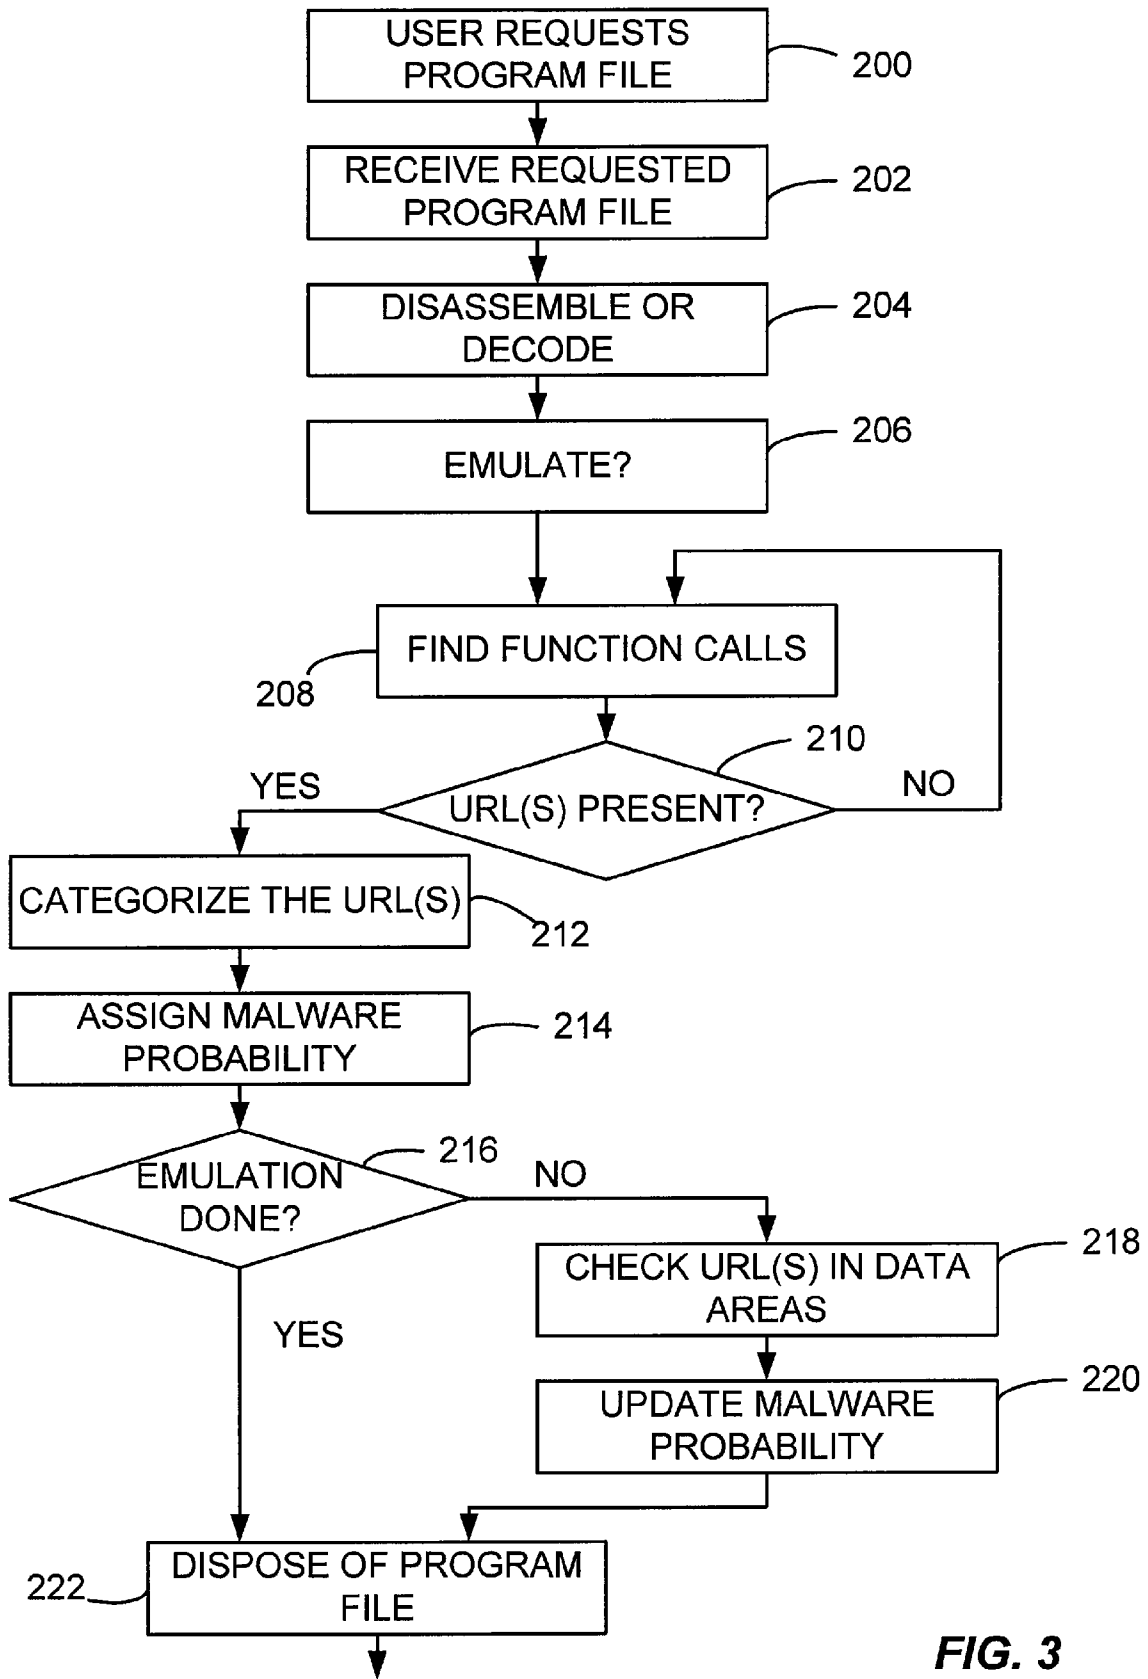 USER REQUESTS
PROGRAM FILE
200
RECEIVE REQUESTED
PROGRAM FILE
202
DISASSEMBLE OR
DECODE
204
EMULATE?
206
FIND FUNCTION CALLS
208
210
YES
URL(S) PRESENT?
NO
CATEGORIZE THE URL(S)
212
ASSIGN MALWARE
PROBABILITY
214
216
EMULATION
DONE?
NO
CHECK URL(S) IN DATA
AREAS
218
YES
UPDATE MALWARE
PROBABILITY
220
DISPOSE OF PROGRAM
FILE
222
FIG. 3